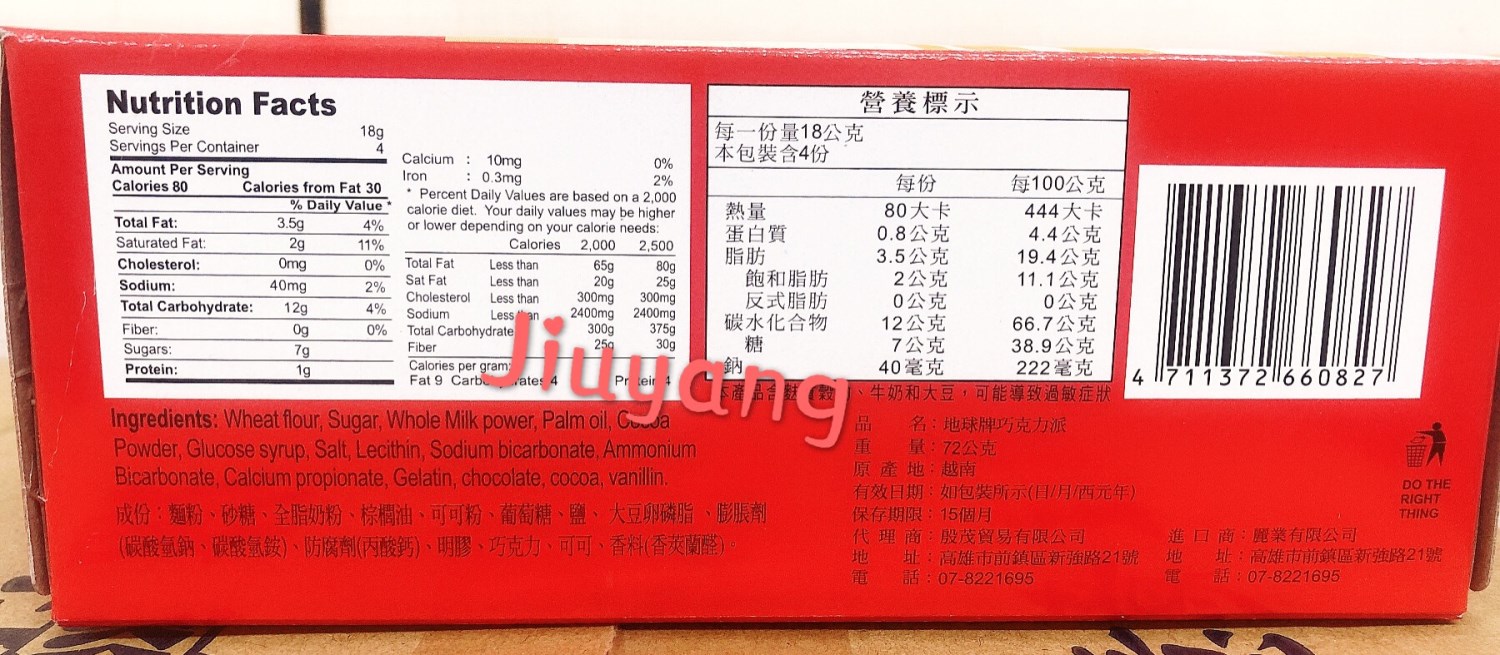 Nutrition Facts
Serving Size 18g
Servings Per Container 4
Amount Per Serving
Calories 80 Calories from Fat 30
% Daily Value *
Total Fat: 3.5g 4%
Saturated Fat: 2g 11%
Cholesterol: 0mg 0%
Sodium: 40mg 2%
Total Carbohydrate: 12g 4%
Fiber: 0g 0%
Sugars: 7g
Protein: 1g
Calcium : 10mg 0%
Iron : 0.3mg 2%
* Percent Daily Values are based on a 2,000
calorie diet. Your daily values may be higher
or lower depending on your calorie needs:
Calories 2,000 2,500
Total Fat Less than 65g 80g
Sat Fat Less than 20g 25g
Cholesterol Less than 300mg 300mg
Sodium Less than 2400mg 2400mg
Total Carbohydrate 300g 375g
Fiber 25g 30g
Calories per gram:
Fat 9 Carbohydrates 4 Protein 4
Ingredients: Wheat flour, Sugar, Whole Milk power, Palm oil, Cocoa
Powder, Glucose syrup, Salt, Lecithin, Sodium bicarbonate, Ammonium
Bicarbonate, Calcium propionate, Gelatin, chocolate, cocoa, vanillin.
成份：麵粉、砂糖、全脂奶粉、棕櫚油、可可粉、葡萄糖、鹽、大豆卵磷脂、膨脹劑
(碳酸氫鈉、碳酸氫銨)、防腐劑(丙酸鈣)、明膠、巧克力、可可、香料(香莢蘭醛)。
營養標示
每一份量18公克
本包裝含4份
每份 每100公克
熱量 80大卡 444大卡
蛋白質 0.8公克 4.4公克
脂肪 3.5公克 19.4公克
飽和脂肪 2公克 11.1公克
反式脂肪 0公克 0公克
碳水化合物 12公克 66.7公克
糖 7公克 38.9公克
鈉 40毫克 222毫克
本產品含麩 穀 、牛奶和大豆，可能導致過敏症狀
品名：地球牌巧克力派
重量：72公克
原產地：越南
有效日期：如包裝所示(日/月/西元年)
保存期限：15個月
代理商：殷茂貿易有限公司
地址：高雄市前鎮區新強路21號
電話：07-8221695
進口商：麗業有限公司
地址：高雄市前鎮區新強路21號
電話：07-8221695
4 711372 660827
DO THE
RIGHT
THING
Jiuyang